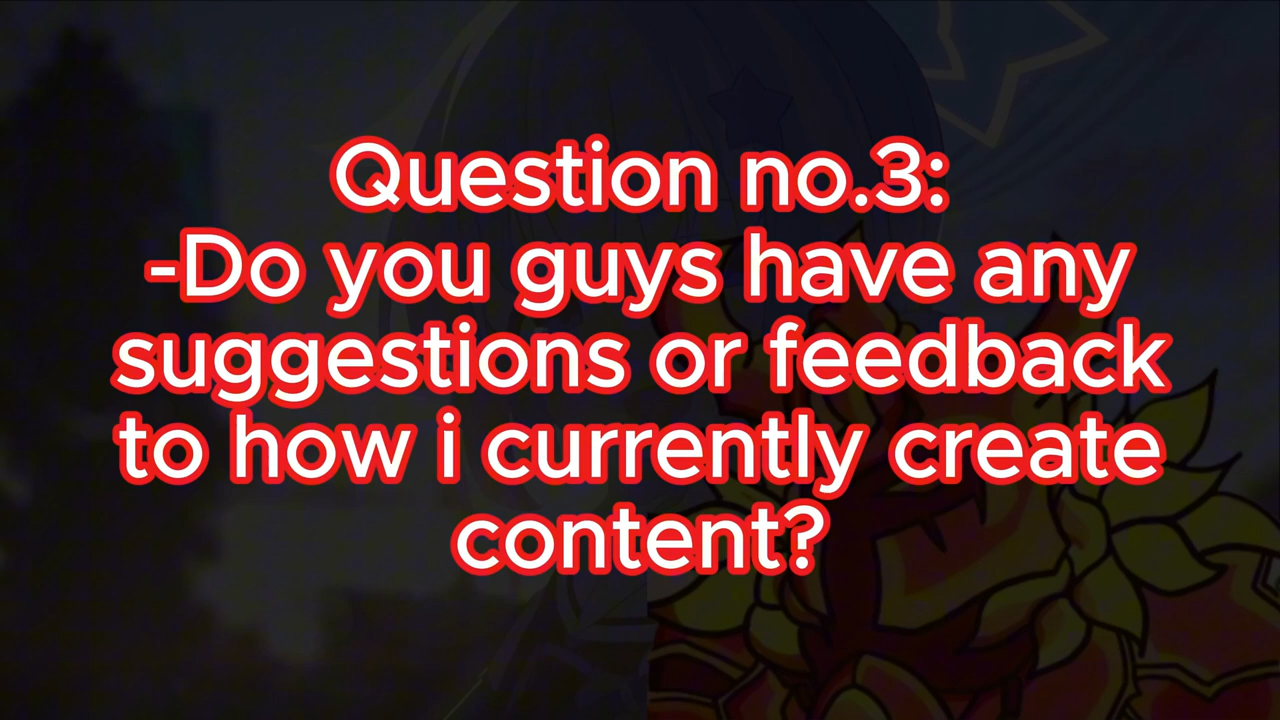 Question no.3:
-Do you guys have any
suggestions or feedback
to how i currently create
content?